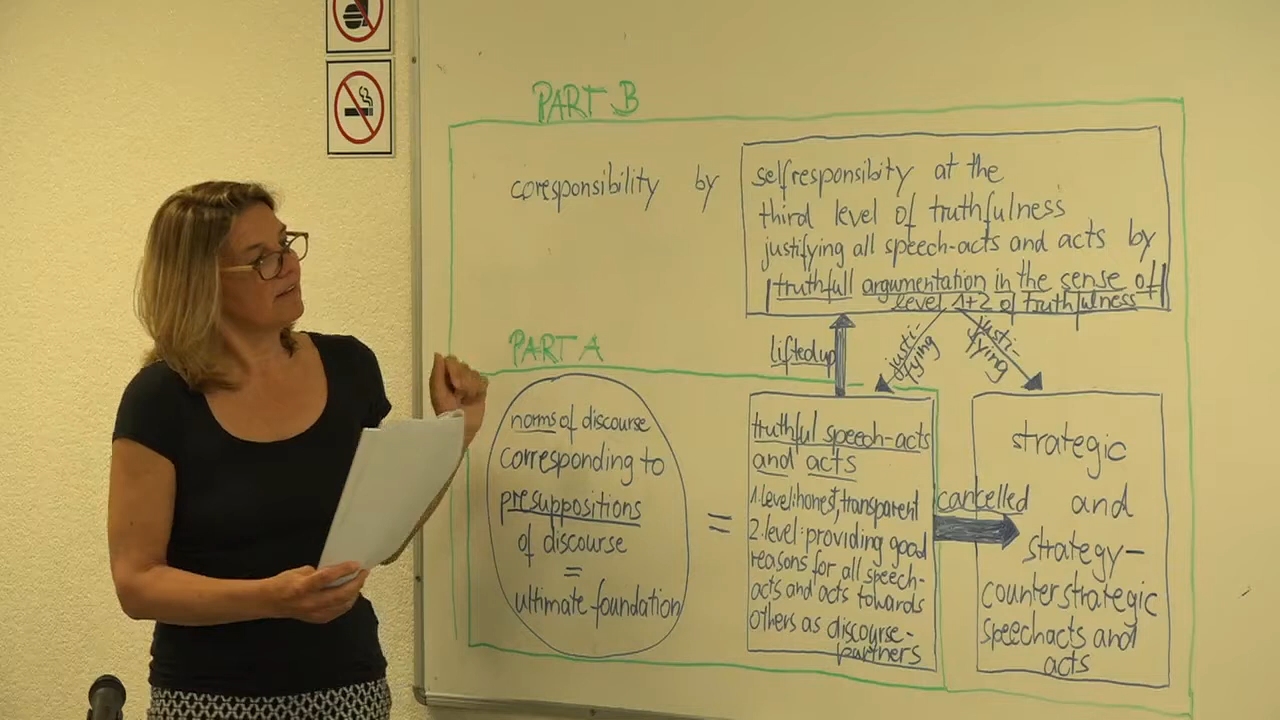 PART B
coresponsibility by
selfresponsibity at the
third level of truthfulness
justifying all speech-acts and acts by
truthfull argumentation in the sense of
level 1+2 of truthfulness
lifted up
justi-
fying
justi-
fying
PART A
norms of discourse
corresponding to
presuppositions
of discourse
=
ultimate foundation
=
truthful speech-acts
and acts
1.level:honest, transparent
2.level:providing good
reasons for all speech-
acts and acts towards
others as discourse-
partners
cancelled
strategic
and
strategy-
counterstrategic
speechacts and
acts